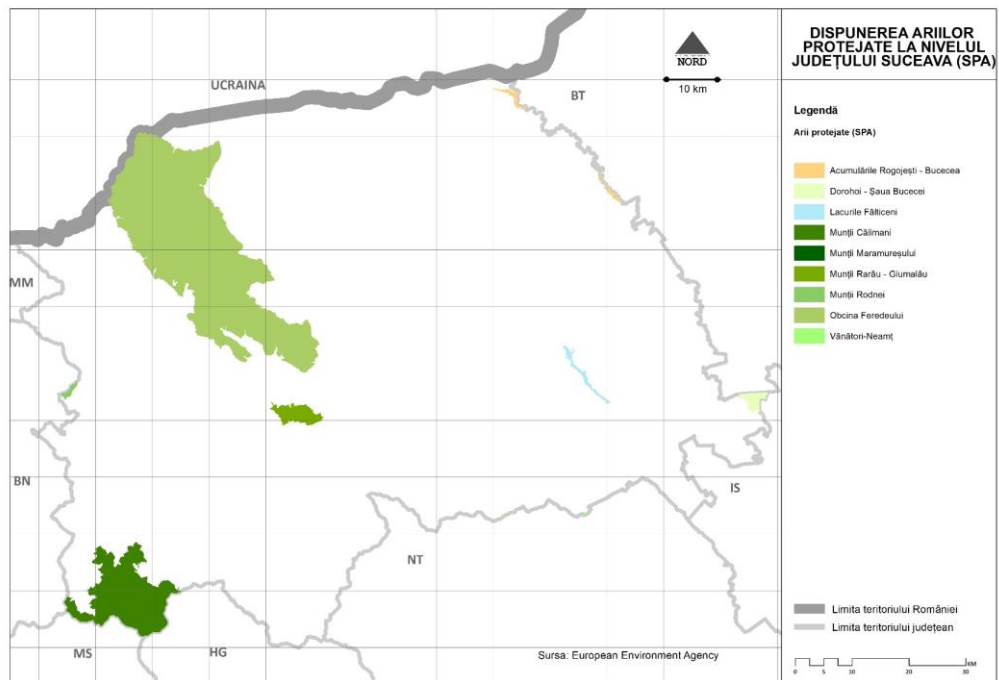 DISPUNEREA ARIILOR
PROTEJATE LA NIVELUL
JUDEȚULUI SUCEAVA (SPA)
NORD
10 km
UCRAINA
BT
MM
BN
IS
NT
MS
HG
Legendă
Arii protejate (SPA)
Acumulările Rogojești - Bucecea
Dorohoi - Șaua Bucecei
Lacurile Fălticeni
Munții Călimani
Munții Maramureșului
Munții Rarău - Giumalău
Munții Rodnei
Obcina Feredeului
Vânători-Neamț
Limita teritoriului României
Limita teritoriului județean
Sursa: European Environment Agency
KM
0 5 10 20 30